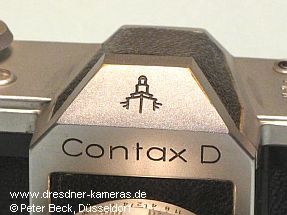 Contax D
www.dresdner-kameras.de
© Peter Beck, Düsseldorf